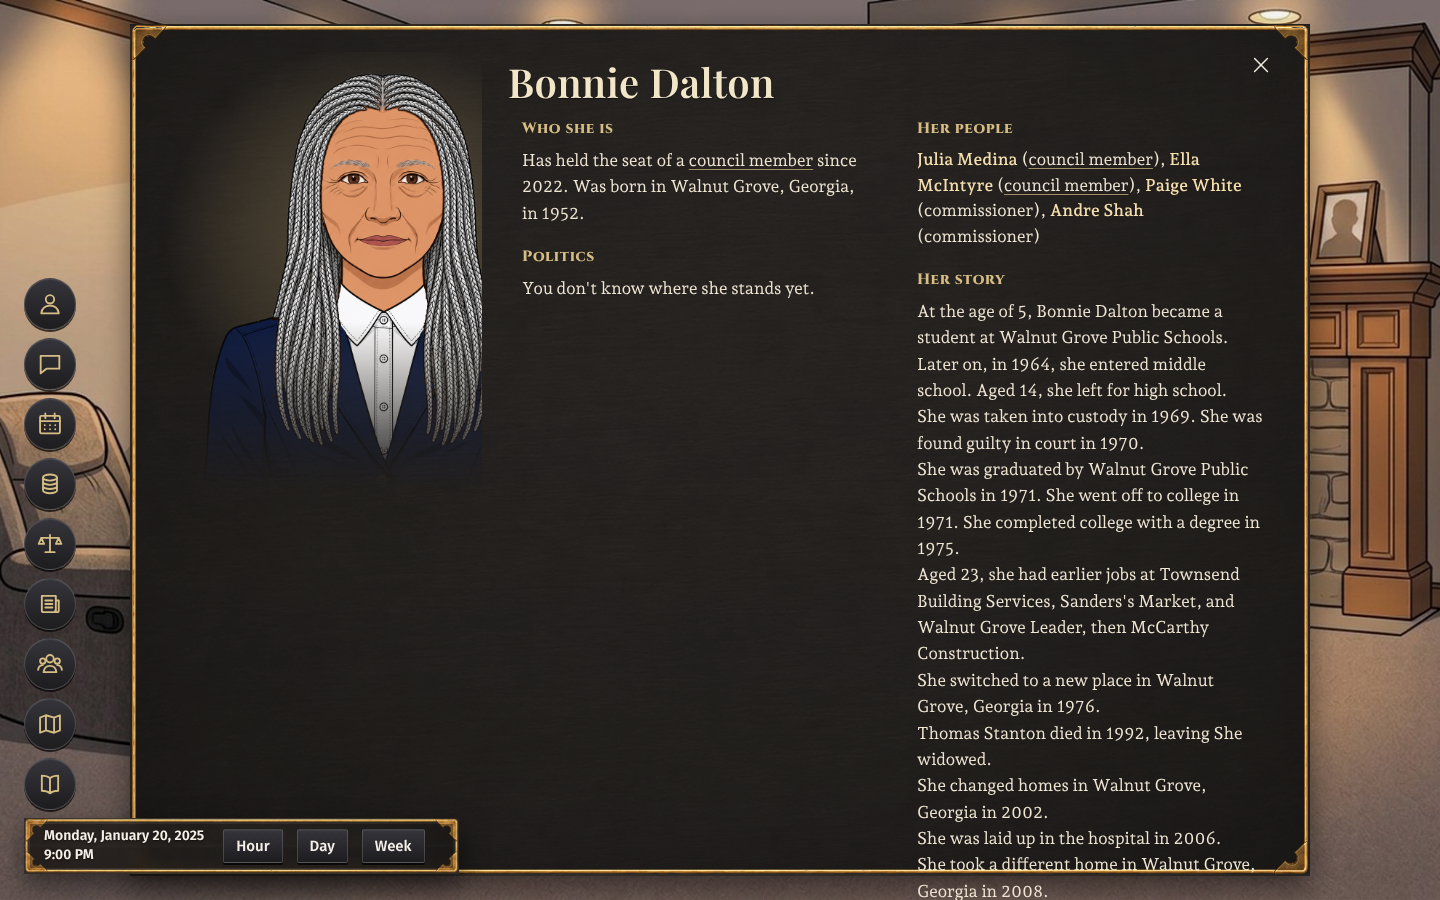 Bonnie Dalton
Who she is
Has held the seat of a council member since
2022. Was born in Walnut Grove, Georgia,
in 1952.
Politics
You don't know where she stands yet.
Her people
Julia Medina (council member), Ella
McIntyre (council member), Paige White
(commissioner), Andre Shah
(commissioner)
Her story
At the age of 5, Bonnie Dalton became a
student at Walnut Grove Public Schools.
Later on, in 1964, she entered middle
school. Aged 14, she left for high school.
She was taken into custody in 1969. She was
found guilty in court in 1970.
She was graduated by Walnut Grove Public
Schools in 1971. She went off to college in
1971. She completed college with a degree in
1975.
Aged 23, she had earlier jobs at Townsend
Building Services, Sanders's Market, and
Walnut Grove Leader, then McCarthy
Construction.
She switched to a new place in Walnut
Grove, Georgia in 1976.
Thomas Stanton died in 1992, leaving She
widowed.
She changed homes in Walnut Grove,
Georgia in 2002.
She was laid up in the hospital in 2006.
She took a different home in Walnut Grove,
Georgia in 2008.
Monday, January 20, 2025
9:00 PM
Hour
Day
Week